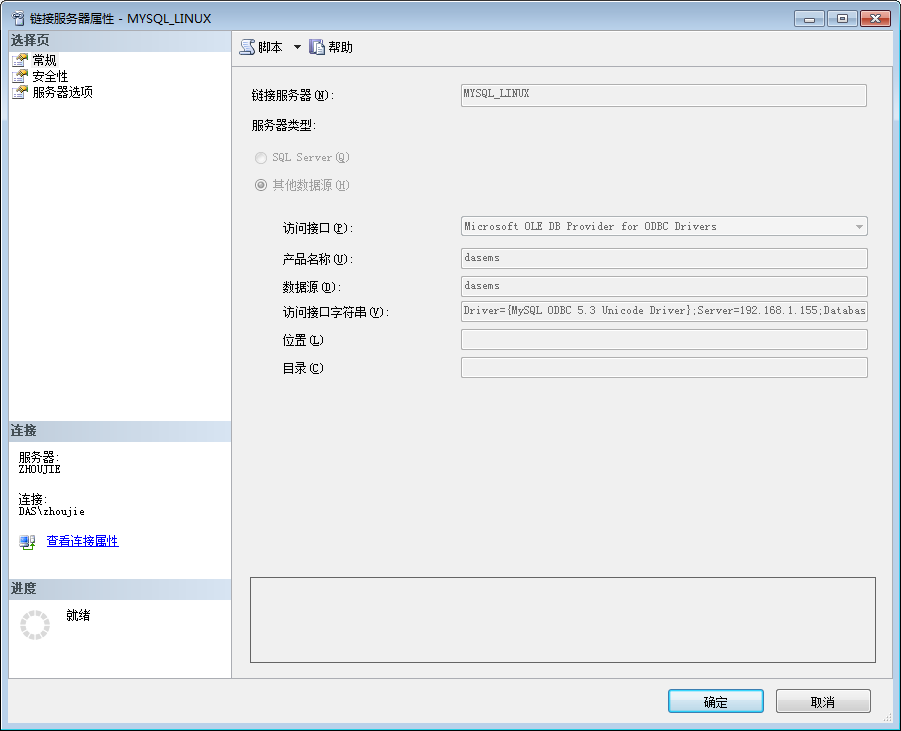 链接服务器属性 - MYSQL_LINUX
选择页
常规
安全性
服务器选项
脚本 帮助
链接服务器(N): MYSQL_LINUX
服务器类型:
SQL Server(Q)
其他数据源(H)
访问接口(P): Microsoft OLE DB Provider for ODBC Drivers
产品名称(U): dasems
数据源(D): dasems
访问接口字符串(V): Driver={MySQL ODBC 5.3 Unicode Driver};Server=192.168.1.155;Databas
位置(L)
目录(C)
连接
服务器:
ZHOUJIE
连接:
DAS\zhoujie
查看连接属性
进度
就绪
确定 取消